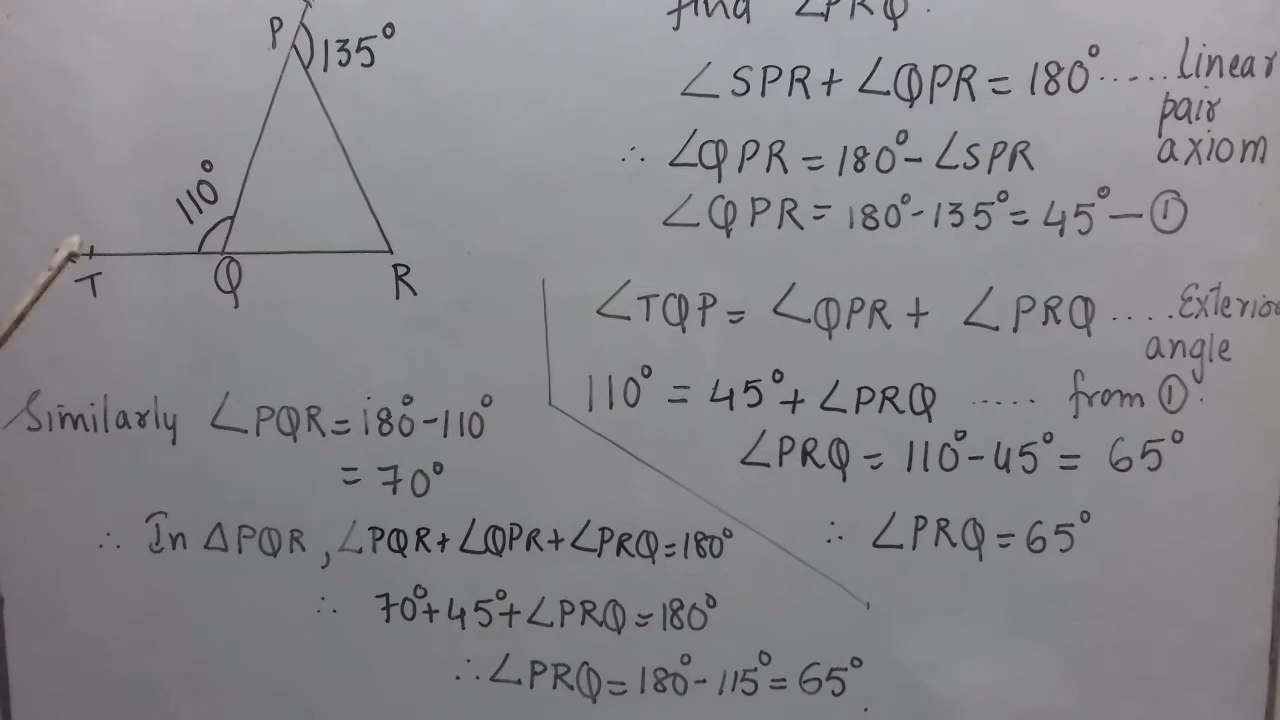 P 135°
110°
T Q R
find ∠PRQ.
∠SPR + ∠QPR = 180° ..... linear
pair
axiom
∴ ∠QPR = 180° - ∠SPR
∠QPR = 180° - 135° = 45° — ①
∠TQP = ∠QPR + ∠PRQ .... Exterior
angle
110° = 45° + ∠PRQ ..... from ①.
∠PRQ = 110° - 45° = 65°
∴ ∠PRQ = 65°
Similarly ∠PQR = 180° - 110°
= 70°
∴ In △PQR, ∠PQR + ∠QPR + ∠PRQ = 180°
∴ 70° + 45° + ∠PRQ = 180°
∴ ∠PRQ = 180° - 115° = 65°.